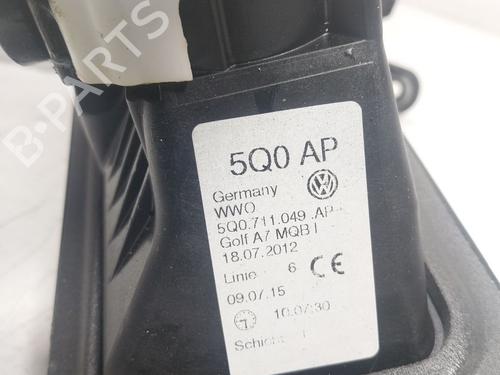 B-PARTS
5Q0 AP
Germany
WWO
5Q0.711.049 .AP
Golf A7 MQB I
18.07.2012
Linie 6 CE
09.07.15
10:07:30